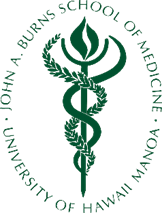 · JOHN A. BURNS SCHOOL OF MEDICINE ·
UNIVERSITY OF HAWAII MANOA